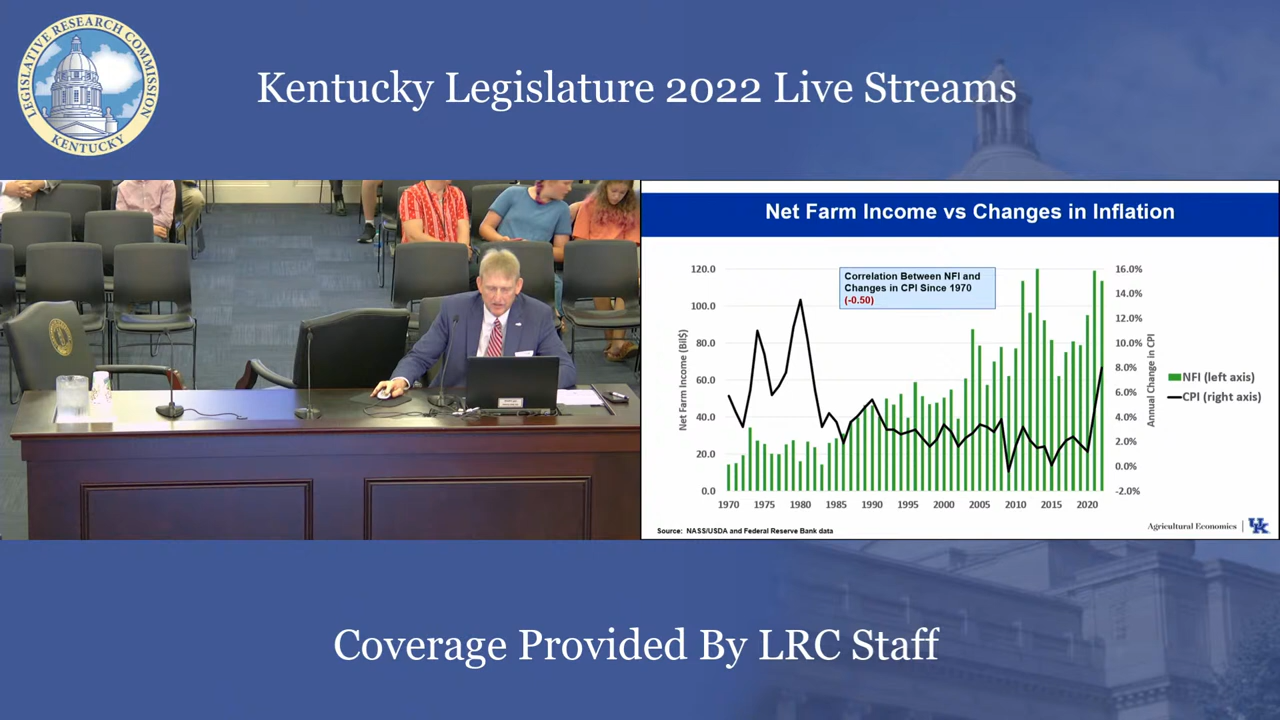 LEGISLATIVE RESEARCH COMMISSION
KENTUCKY
Kentucky Legislature 2022 Live Streams
Net Farm Income vs Changes in Inflation
Correlation Between NFI and
Changes in CPI Since 1970
(-0.50)
Net Farm Income (Bil$)
120.0
100.0
80.0
60.0
40.0
20.0
0.0
16.0%
14.0%
12.0%
10.0%
8.0%
6.0%
4.0%
2.0%
0.0%
-2.0%
Annual Change in CPI
NFI (left axis)
CPI (right axis)
1970 1975 1980 1985 1990 1995 2000 2005 2010 2015 2020
Source: NASS/USDA and Federal Reserve Bank data
Agricultural Economics UK
Coverage Provided By LRC Staff